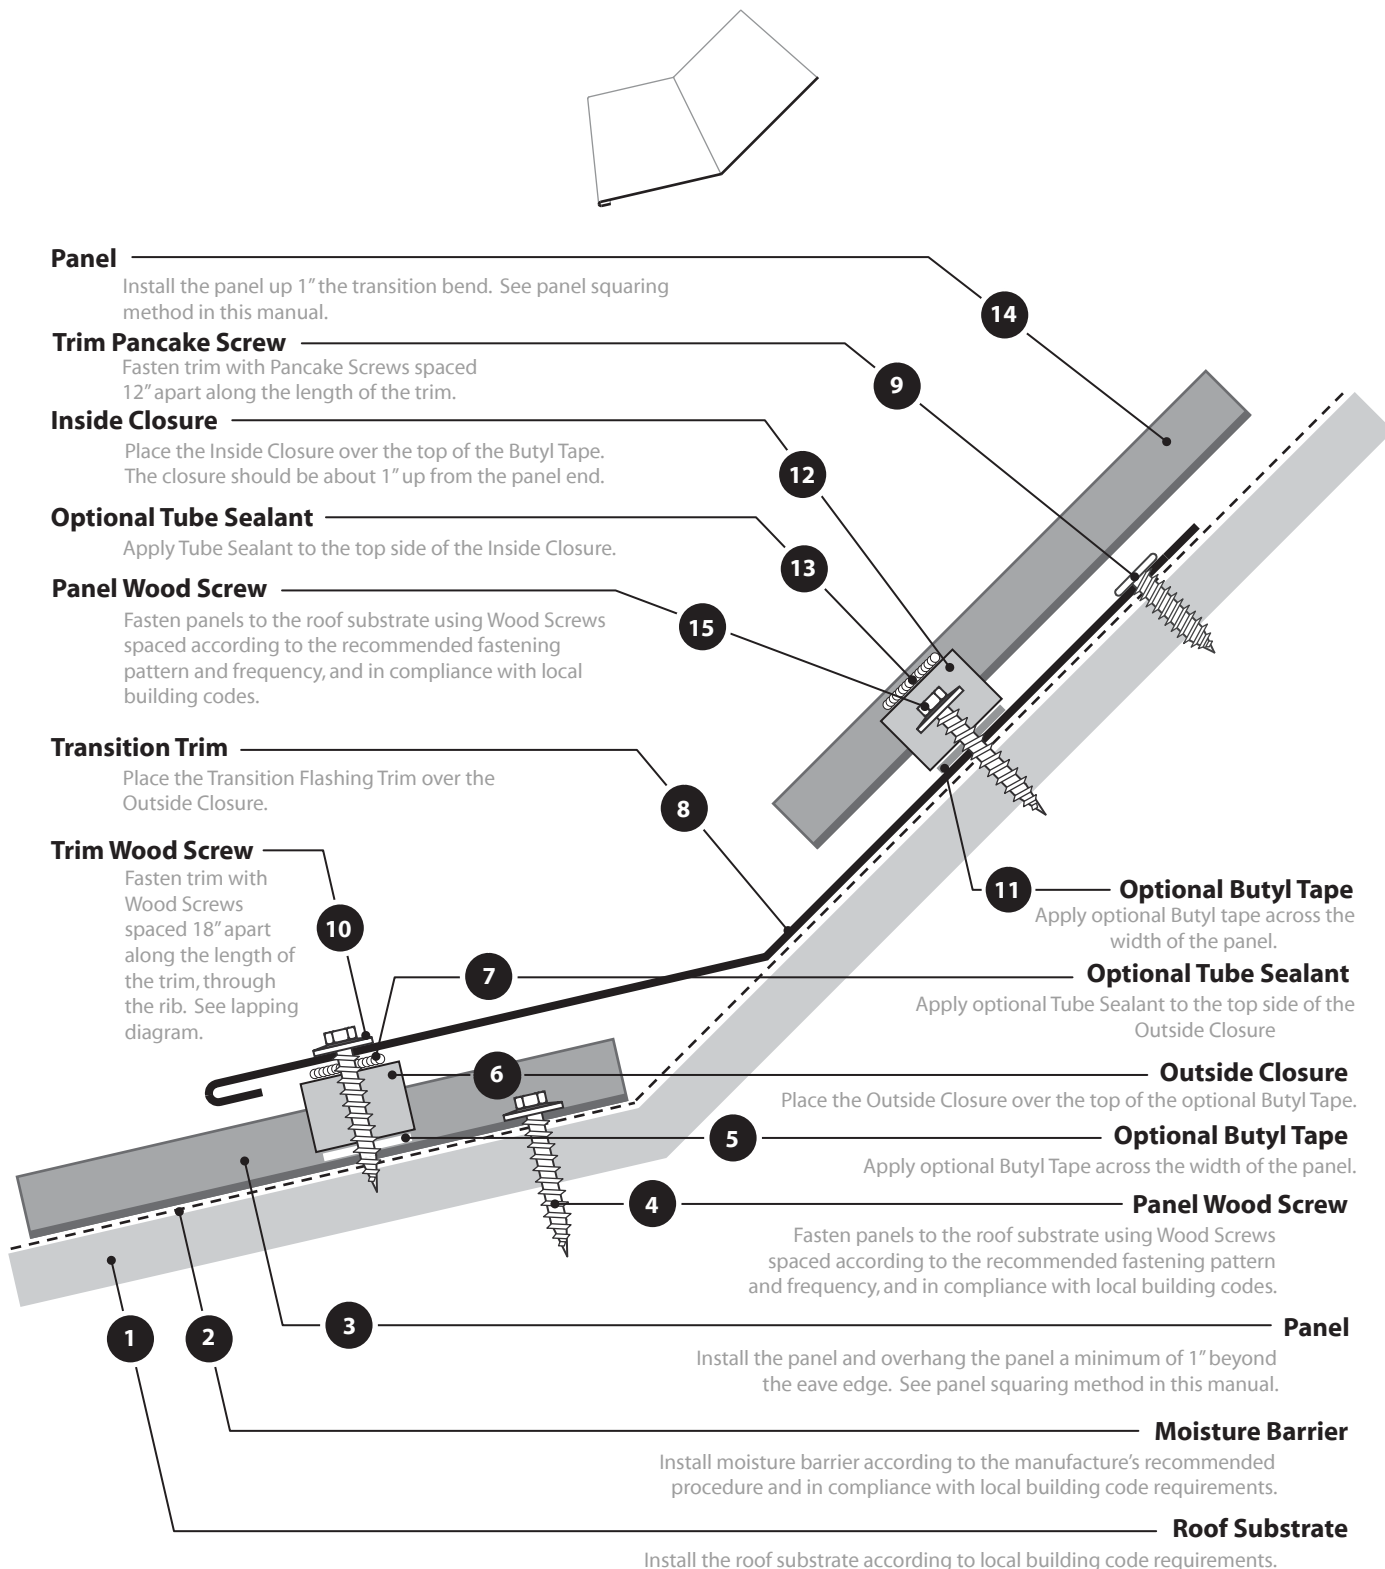 Panel
Install the panel up 1" the transition bend. See panel squaring
method in this manual.
14
Trim Pancake Screw
Fasten trim with Pancake Screws spaced
12" apart along the length of the trim.
9
Inside Closure
Place the Inside Closure over the top of the Butyl Tape.
The closure should be about 1" up from the panel end.
12
Optional Tube Sealant
Apply Tube Sealant to the top side of the Inside Closure.
13
Panel Wood Screw
Fasten panels to the roof substrate using Wood Screws
spaced according to the recommended fastening
pattern and frequency, and in compliance with local
building codes.
15
Transition Trim
Place the Transition Flashing Trim over the
Outside Closure.
8
Trim Wood Screw
Fasten trim with
Wood Screws
spaced 18" apart
along the length of
the trim, through
the rib. See lapping
diagram.
10
11
Optional Butyl Tape
Apply optional Butyl tape across the
width of the panel.
7
Optional Tube Sealant
Apply optional Tube Sealant to the top side of the
Outside Closure
6
Outside Closure
Place the Outside Closure over the top of the optional Butyl Tape.
5
Optional Butyl Tape
Apply optional Butyl Tape across the width of the panel.
4
Panel Wood Screw
Fasten panels to the roof substrate using Wood Screws
spaced according to the recommended fastening pattern
and frequency, and in compliance with local building codes.
3
Panel
Install the panel and overhang the panel a minimum of 1" beyond
the eave edge. See panel squaring method in this manual.
2
Moisture Barrier
Install moisture barrier according to the manufacture's recommended
procedure and in compliance with local building code requirements.
1
Roof Substrate
Install the roof substrate according to local building code requirements.